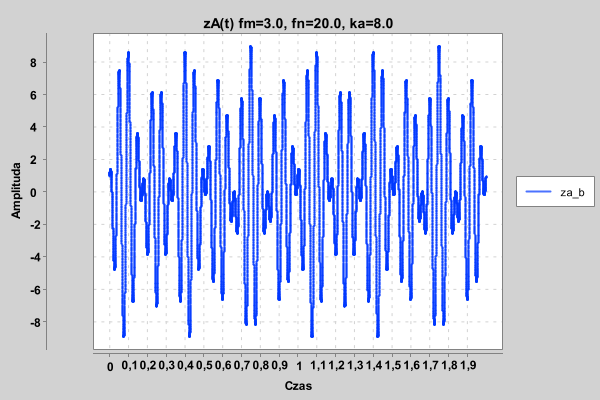 zA(t) fm=3.0, fn=20.0, ka=8.0
8
6
4
2
0
-2
-4
-6
-8
Amplituda
0 0,1 0,2 0,3 0,4 0,5 0,6 0,7 0,8 0,9 1 1,1 1,2 1,3 1,4 1,5 1,6 1,7 1,8 1,9
Czas
za_b